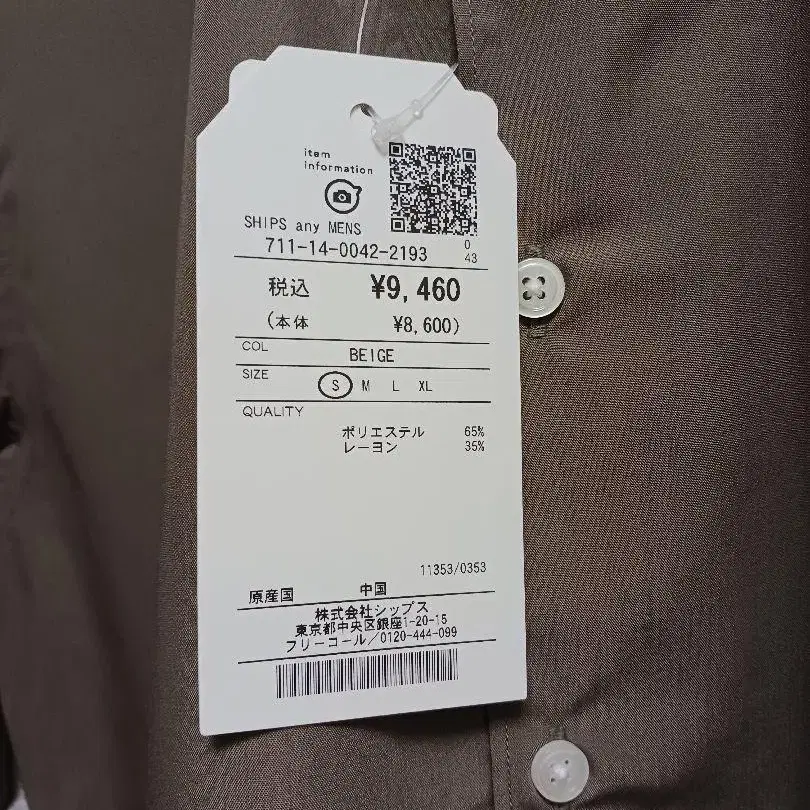 item
information
SHIPS any MENS
711-14-0042-2193
0
43
税込 ¥9,460
(本体 ¥8,600)
COL BEIGE
SIZE S M L XL
QUALITY
ポリエステル 65%
レーヨン 35%
11353/0353
原産国 中国
株式会社シップス
東京都中央区銀座1-20-15
フリーコール/0120-444-099